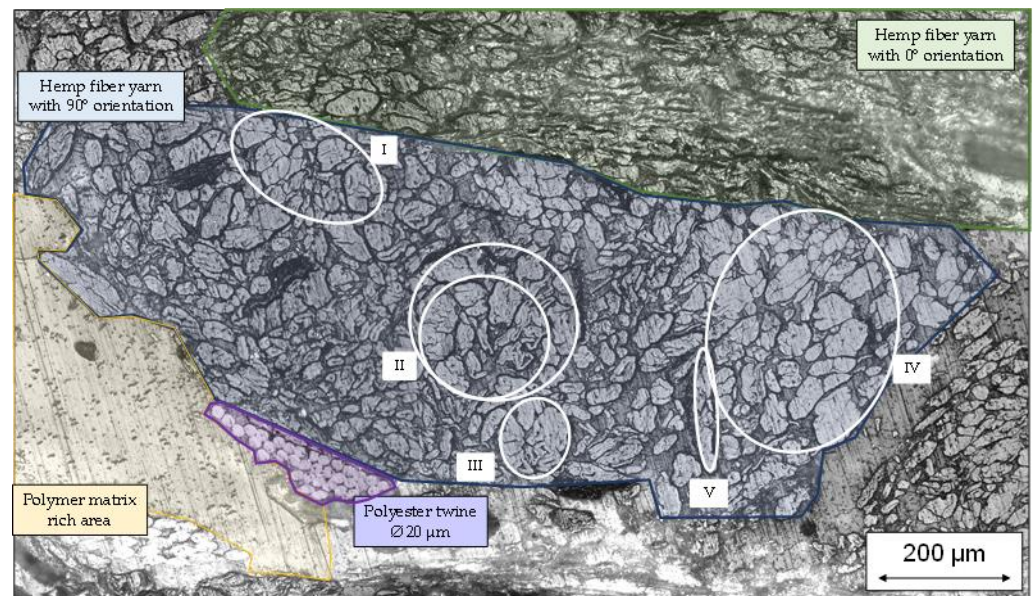 Hemp fiber yarn
with 0° orientation
Hemp fiber yarn
with 90° orientation
I
II
IV
III
V
Polymer matrix
rich area
Polyester twine
Ø20 µm
200 µm